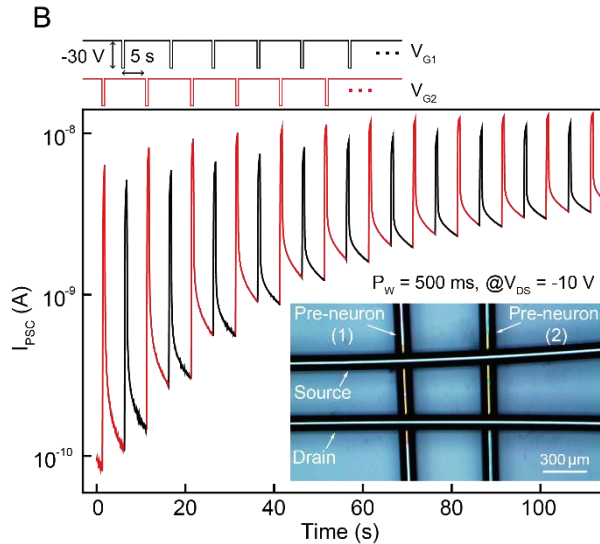 B
-30 V
5 s
V_G1
V_G2
10⁻⁸
10⁻⁹
10⁻¹⁰
I_PSC (A)
P_W = 500 ms, @V_DS = -10 V
Pre-neuron
(1)
Pre-neuron
(2)
Source
Drain
300 µm
0
20
40
60
80
100
Time (s)